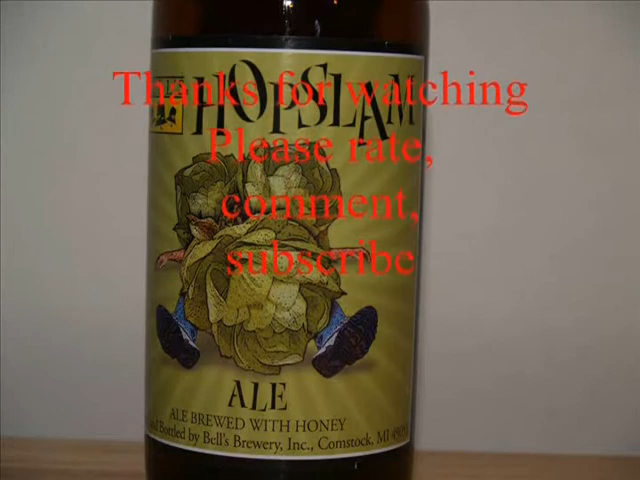 HOPSLAM
Thanks for watching
Please rate,
comment,
subscribe
ALE
ALE BREWED WITH HONEY
Bottled by Bell's Brewery, Inc., Comstock, MI